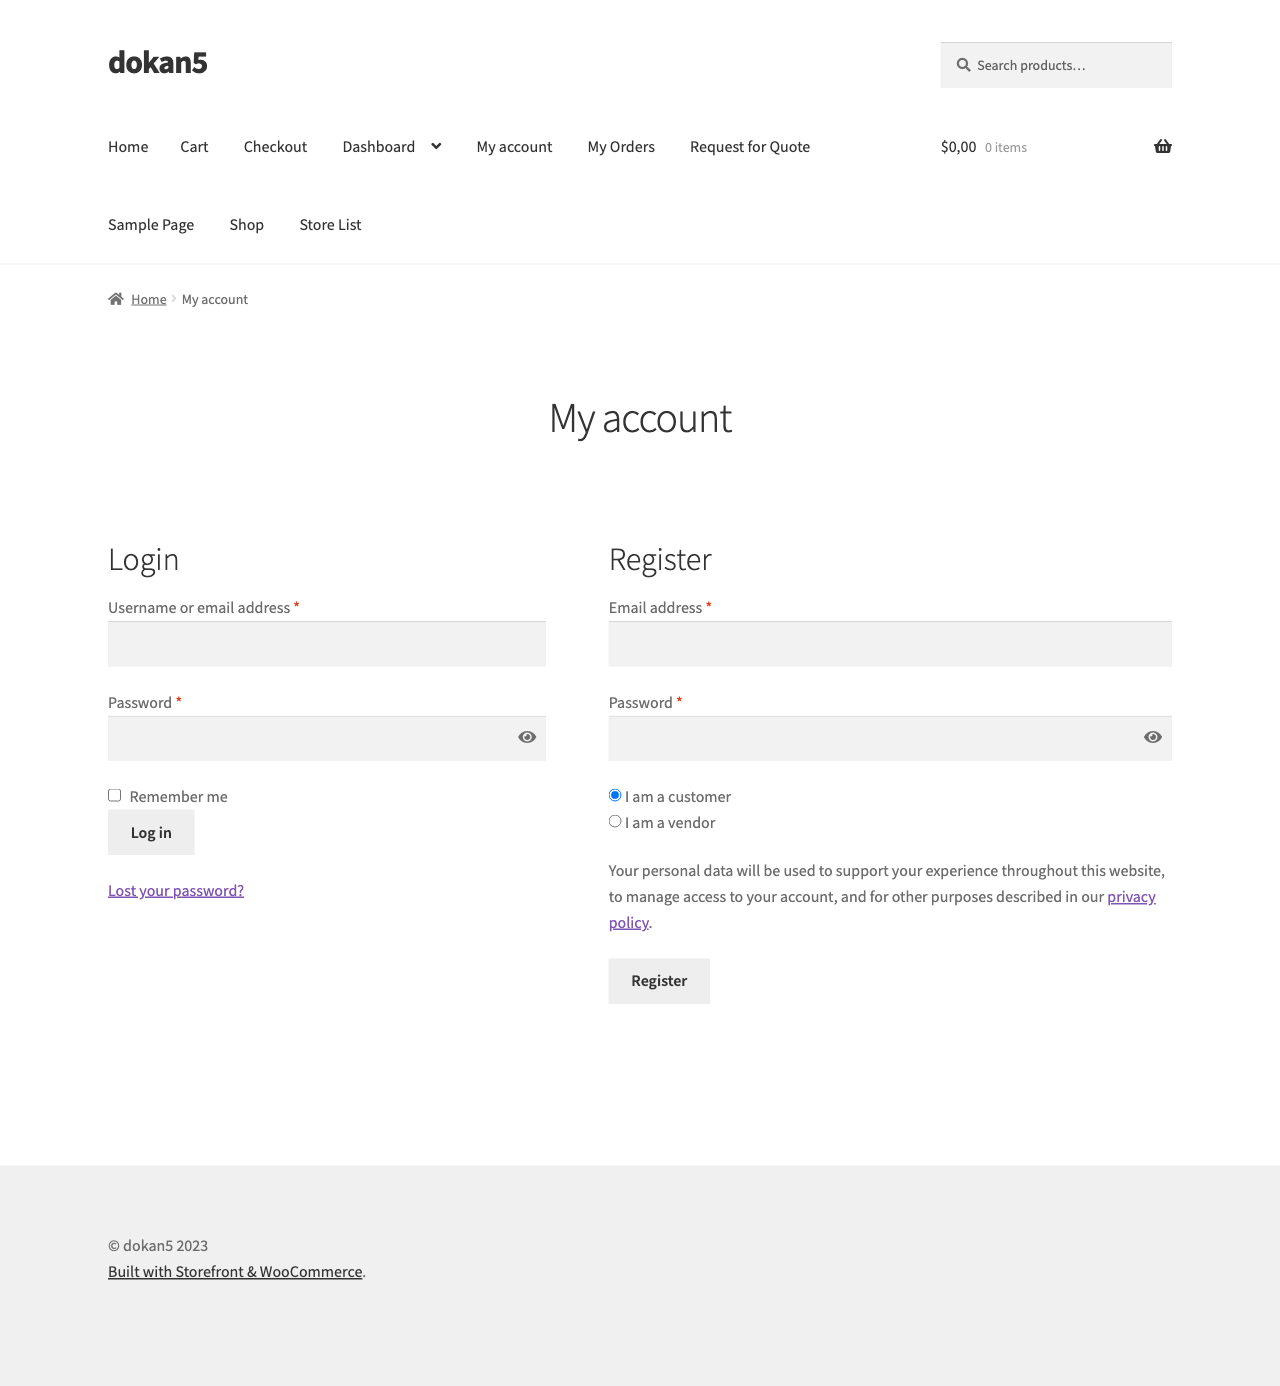 dokan5
Search products…
Home Cart Checkout Dashboard My account My Orders Request for Quote
$0,00 0 items
Sample Page Shop Store List
Home My account
My account
Login
Username or email address *
Password *
Remember me
Log in
Lost your password?
Register
Email address *
Password *
I am a customer
I am a vendor
Your personal data will be used to support your experience throughout this website,
to manage access to your account, and for other purposes described in our privacy
policy.
Register
© dokan5 2023
Built with Storefront & WooCommerce.